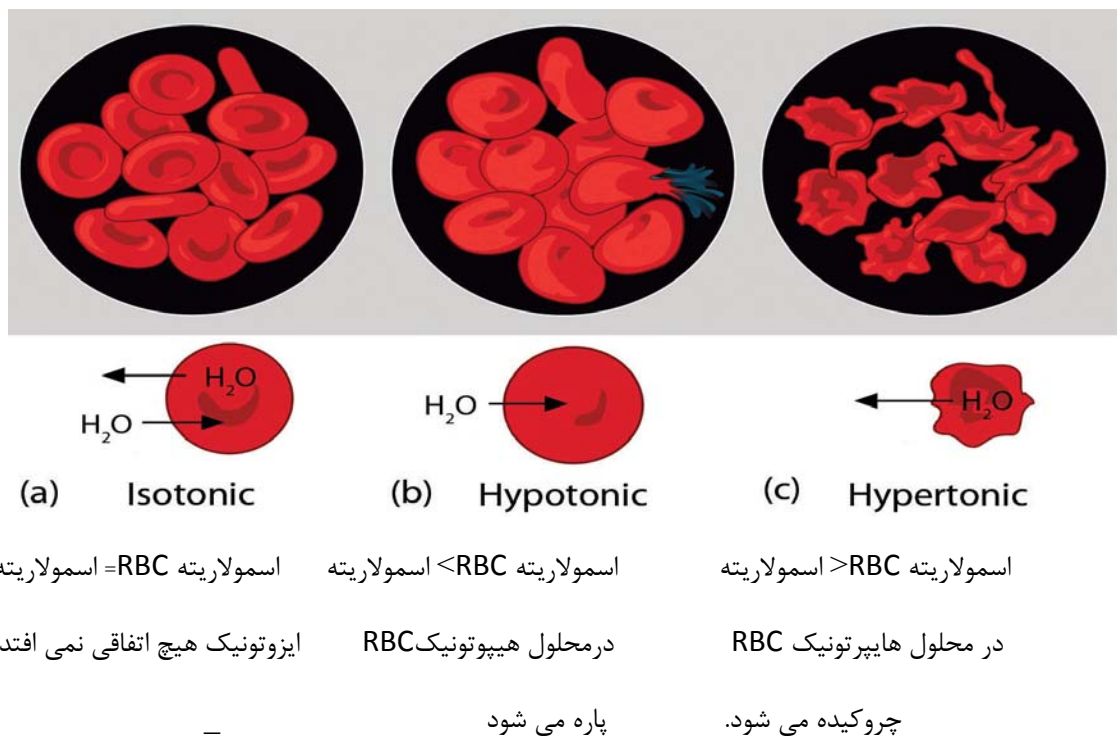 H₂O
H₂O
H₂O
H₂O
(a) Isotonic
(b) Hypotonic
(c) Hypertonic
اسمولاریته RBC= اسمولاریته
ایزوتونیک هیچ اتفاقی نمی افتد
_
اسمولاریته RBC< اسمولاریته
درمحلول هیپوتونیکRBC
پاره می شود
اسمولاریته RBC> اسمولاریته
در محلول هایپرتونیک RBC
چروکیده می شود.